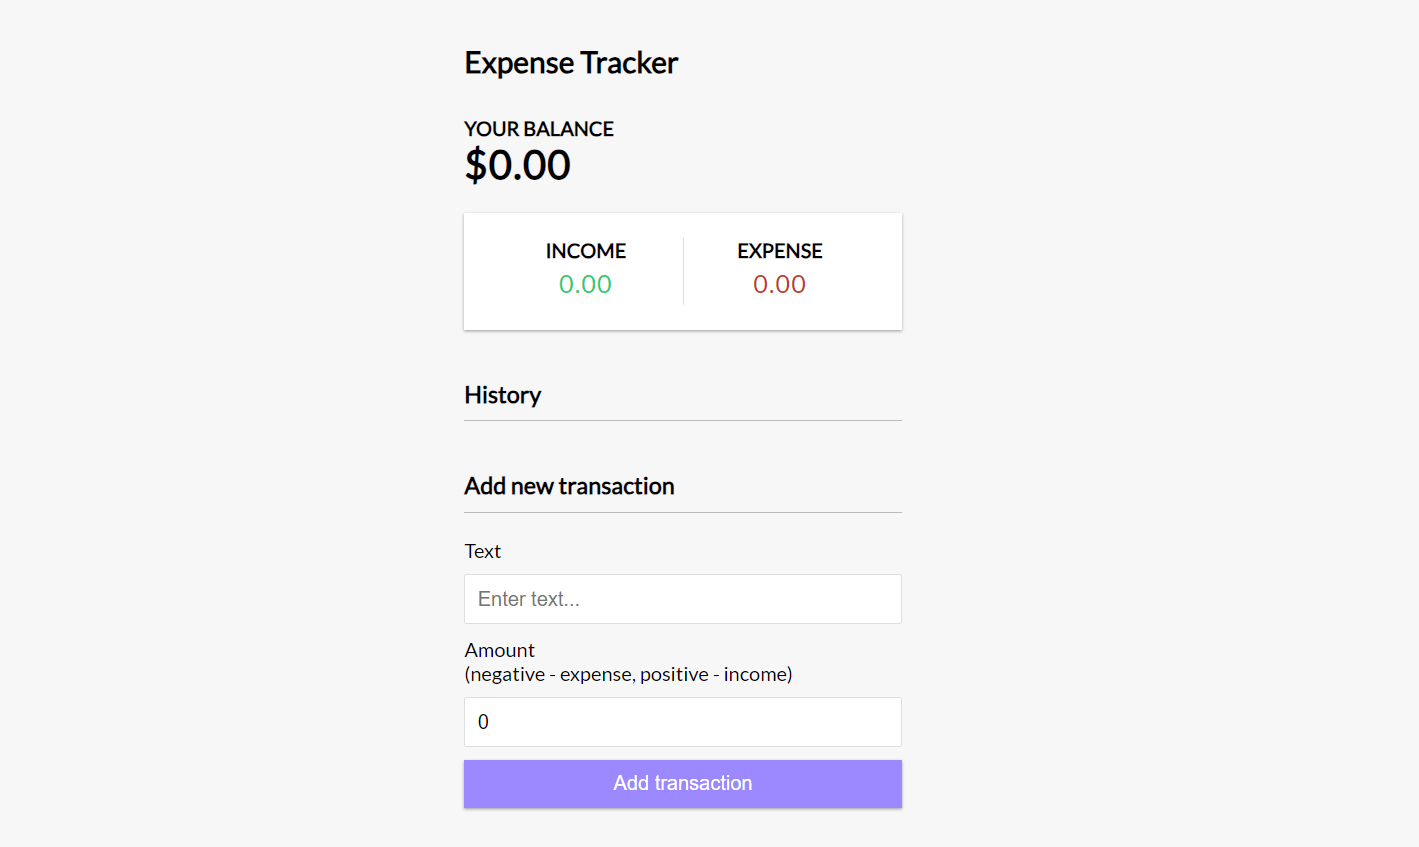 Expense Tracker
YOUR BALANCE
$0.00
INCOME
0.00
EXPENSE
0.00
History
Add new transaction
Text
Enter text...
Amount
(negative - expense, positive - income)
0
Add transaction